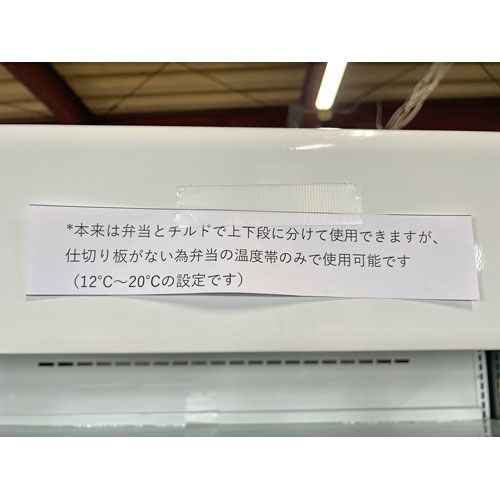 *本来は弁当とチルドで上下段に分けて使用できますが、
仕切り板がない為弁当の温度帯のみで使用可能です
（12°C～20°Cの設定です）